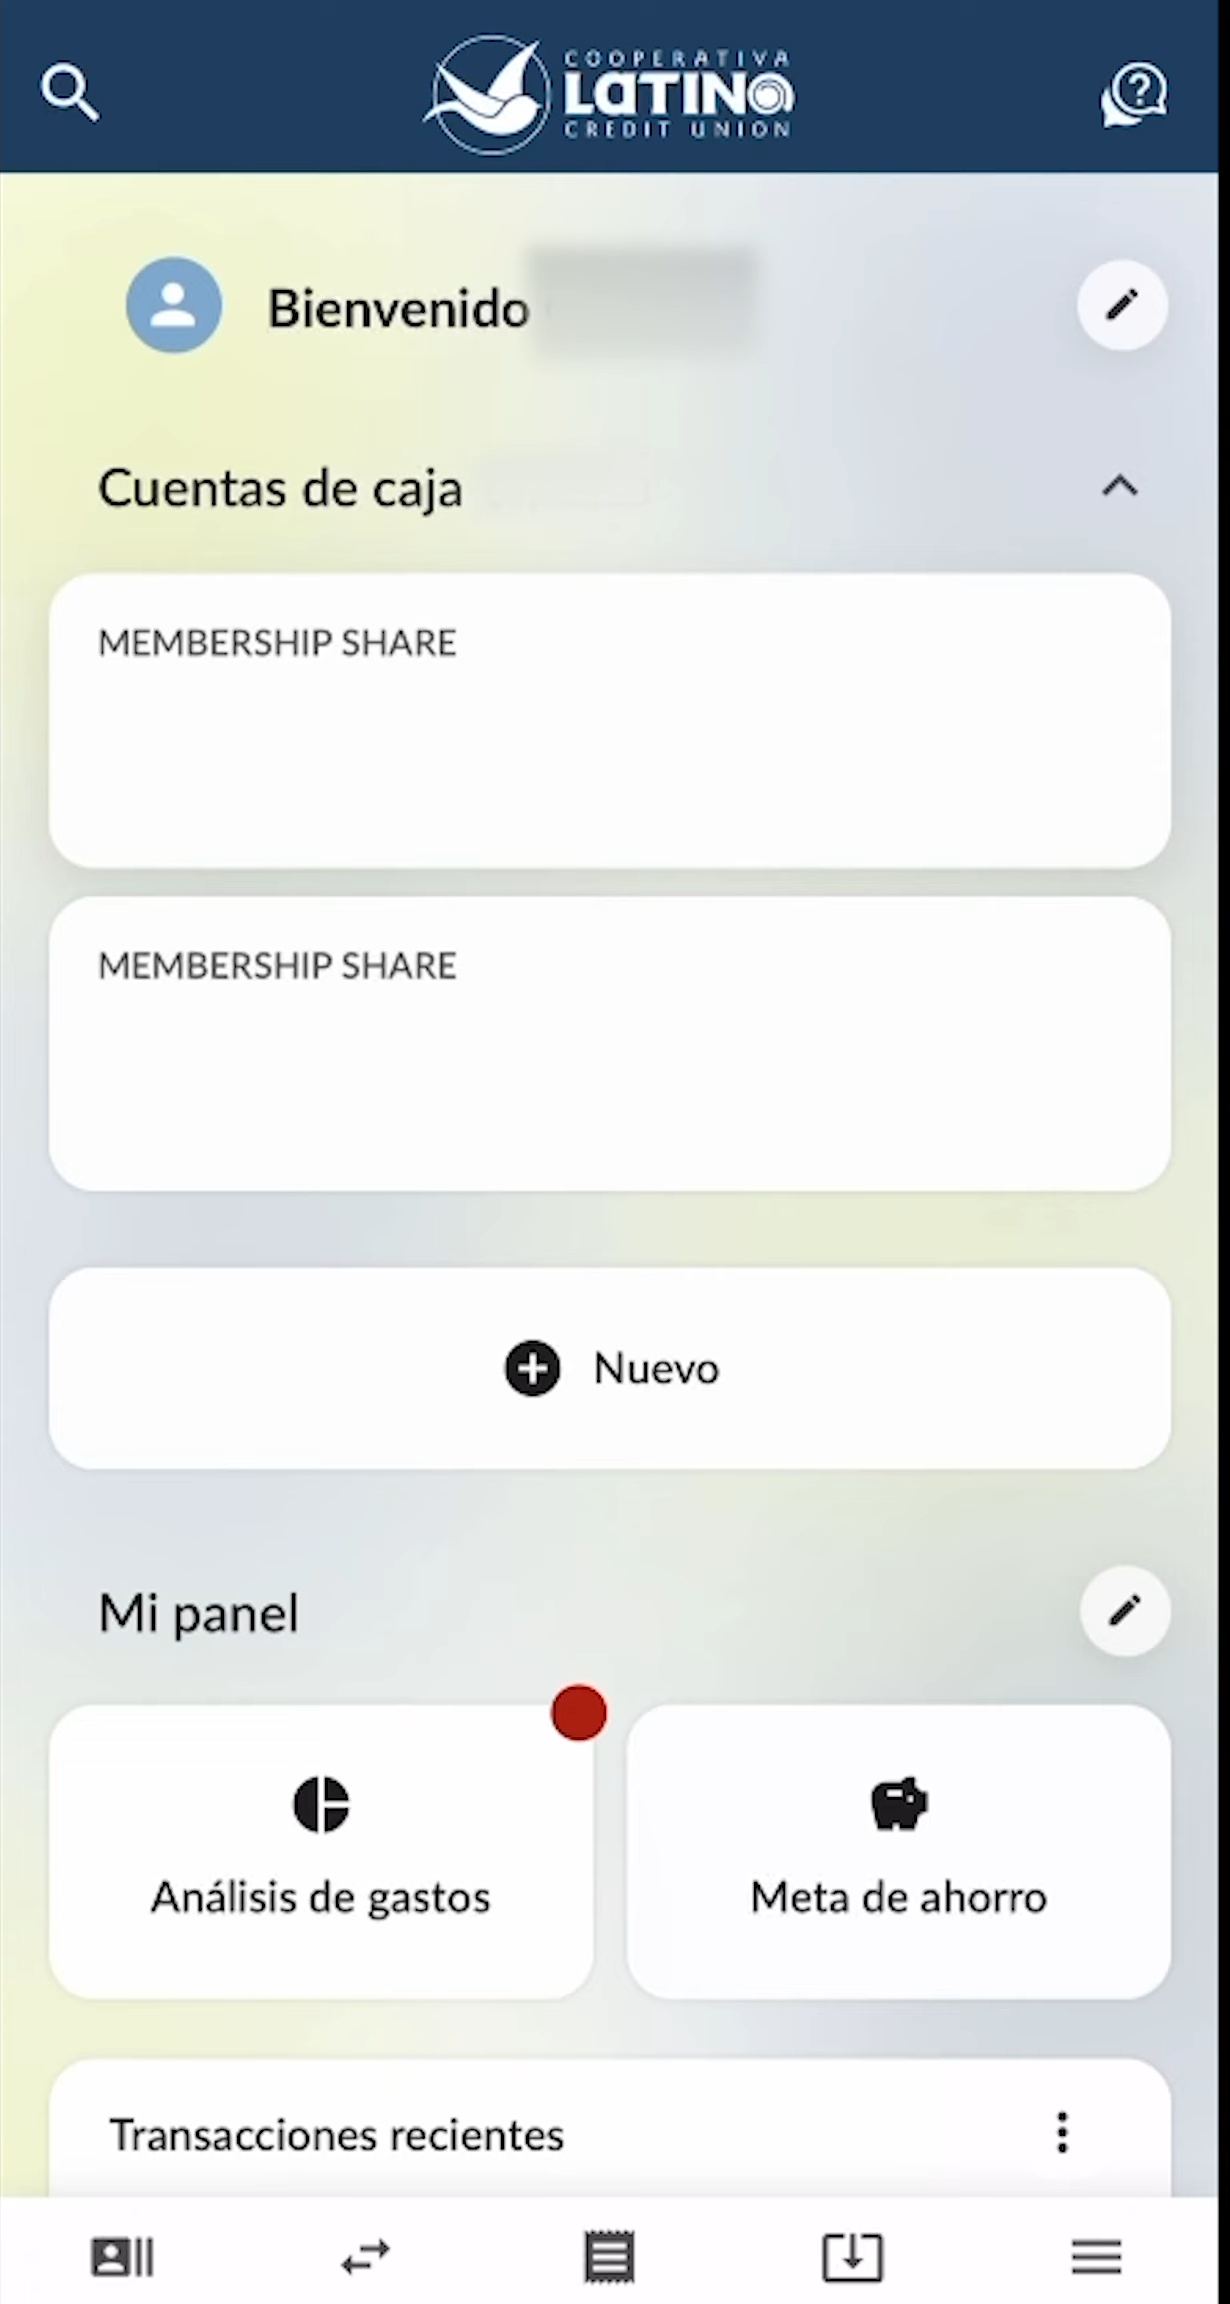 COOPERATIVA
LATINO
CREDIT UNION
Bienvenido
Cuentas de caja
MEMBERSHIP SHARE
MEMBERSHIP SHARE
Nuevo
Mi panel
Análisis de gastos
Meta de ahorro
Transacciones recientes